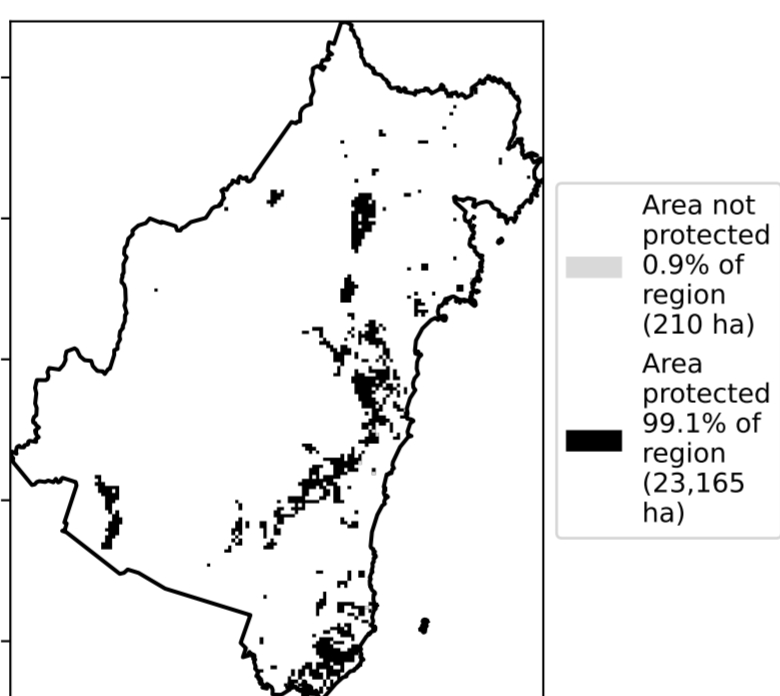 Area not
protected
0.9% of
region
(210 ha)
Area
protected
99.1% of
region
(23,165
ha)